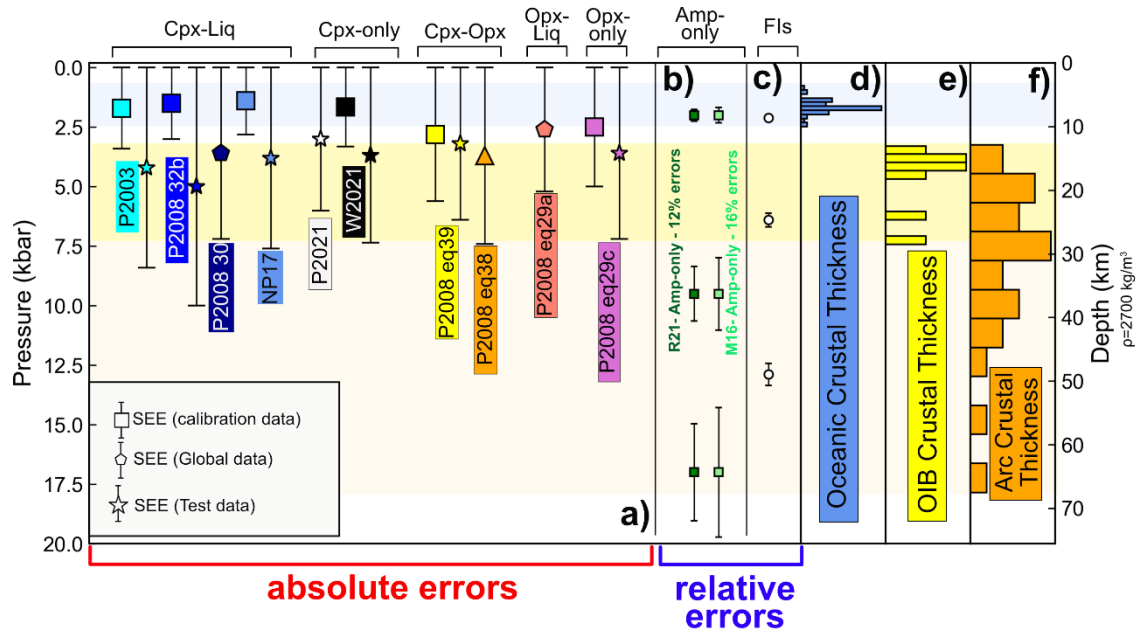 Cpx-Liq
Cpx-only
Cpx-Opx
Opx-
Liq
Opx-
only
Amp-
only
FIs
0.0
2.5
5.0
7.5
10.0
12.5
15.0
17.5
20.0
Pressure (kbar)
P2003
P2008 32b
P2008 30
NP17
P2021
W2021
P2008 eq39
P2008 eq38
P2008 eq29a
P2008 eq29c
a)
b)
c)
d)
e)
f)
R21- Amp-only - 12% errors
M16- Amp-only - 16% errors
Oceanic Crustal Thickness
OIB Crustal Thickness
Arc Crustal
Thickness
0
10
20
30
40
50
60
70
Depth (km)
ρ=2700 kg/m³
SEE (calibration data)
SEE (Global data)
SEE (Test data)
absolute errors
relative
errors